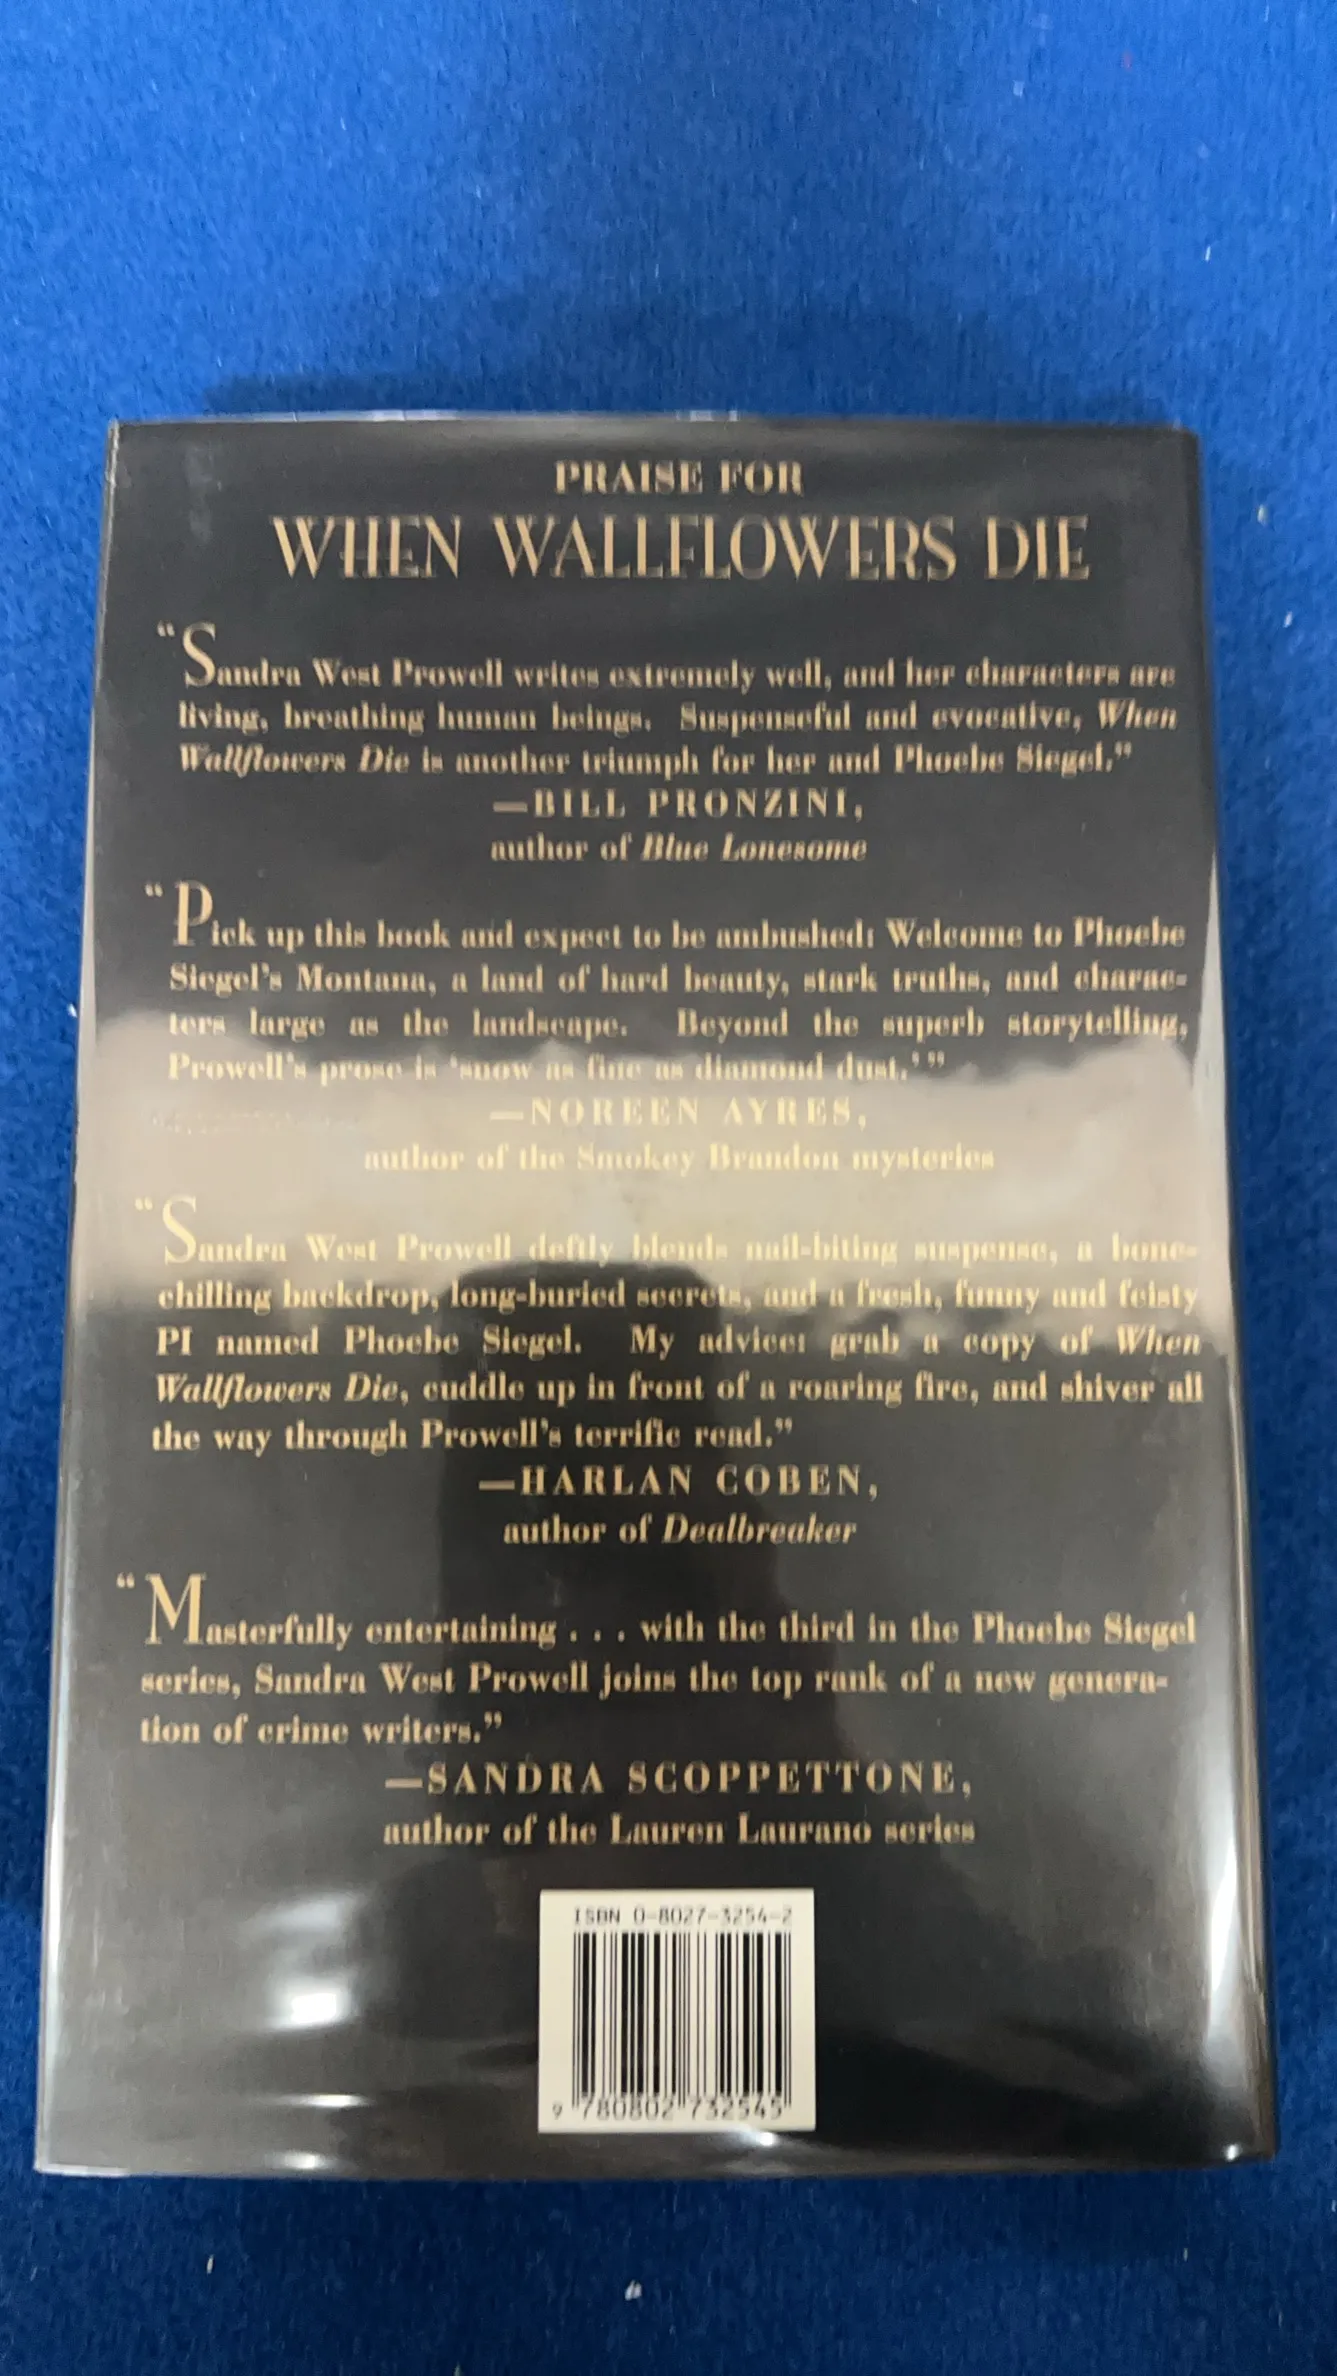 PRAISE FOR
WHEN WALLFLOWERS DIE
“Sandra West Prowell writes extremely well, and her characters are
living, breathing human beings. Suspenseful and evocative, When
Wallflowers Die is another triumph for her and Phoebe Siegel.”
—BILL PRONZINI,
author of Blue Lonesome
“Pick up this book and expect to be ambushed: Welcome to Phoebe
Siegel’s Montana, a land of hard beauty, stark truths, and charac-
ters large as the landscape. Beyond the superb storytelling,
Prowell’s prose is ‘snow as fine as diamond dust.’”
—NOREEN AYRES,
author of the Smokey Brandon mysteries
“Sandra West Prowell deftly blends nail-biting suspense, a bone-
chilling backdrop, long-buried secrets, and a fresh, funny and feisty
PI named Phoebe Siegel. My advice: grab a copy of When
Wallflowers Die, cuddle up in front of a roaring fire, and shiver all
the way through Prowell’s terrific read.”
—HARLAN COBEN,
author of Dealbreaker
“Masterfully entertaining . . . with the third in the Phoebe Siegel
series, Sandra West Prowell joins the top rank of a new genera-
tion of crime writers.”
—SANDRA SCOPPETTONE,
author of the Lauren Laurano series
ISBN 0-8027-3254-2
9 780802 732545